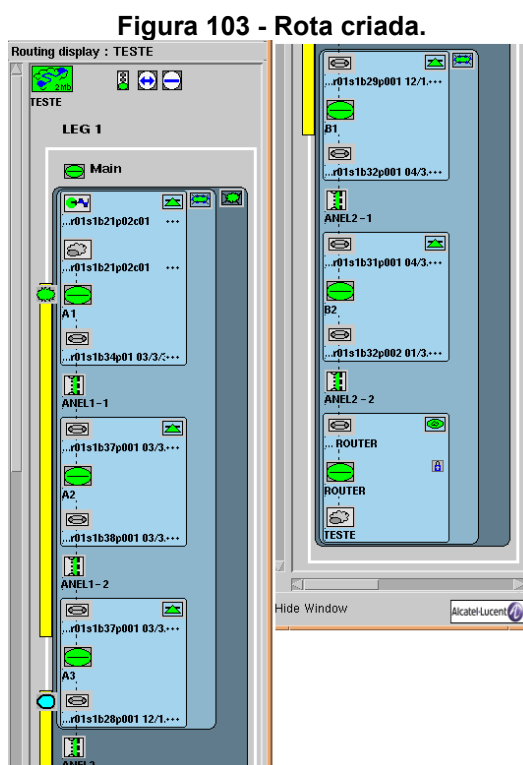 Figura 103 - Rota criada.
Routing display : TESTE
2 Mb
TESTE
LEG 1
Main
...r01s1b21p02c01 ...
...r01s1b21p02c01 ...
A1
...r01s1b34p01 03/3/3...
ANEL1-1
...r01s1b37p001 03/3...
A2
...r01s1b38p001 03/3...
ANEL1-2
...r01s1b37p001 03/3...
A3
...r01s1b28p001 12/1...
...r01s1b29p001 12/1...
B1
...r01s1b32p001 04/3...
ANEL2-1
...r01s1b31p001 04/3...
B2
...r01s1b32p002 01/3...
ANEL2-2
... ROUTER
ROUTER
TESTE
Hide Window
Alcatel-Lucent